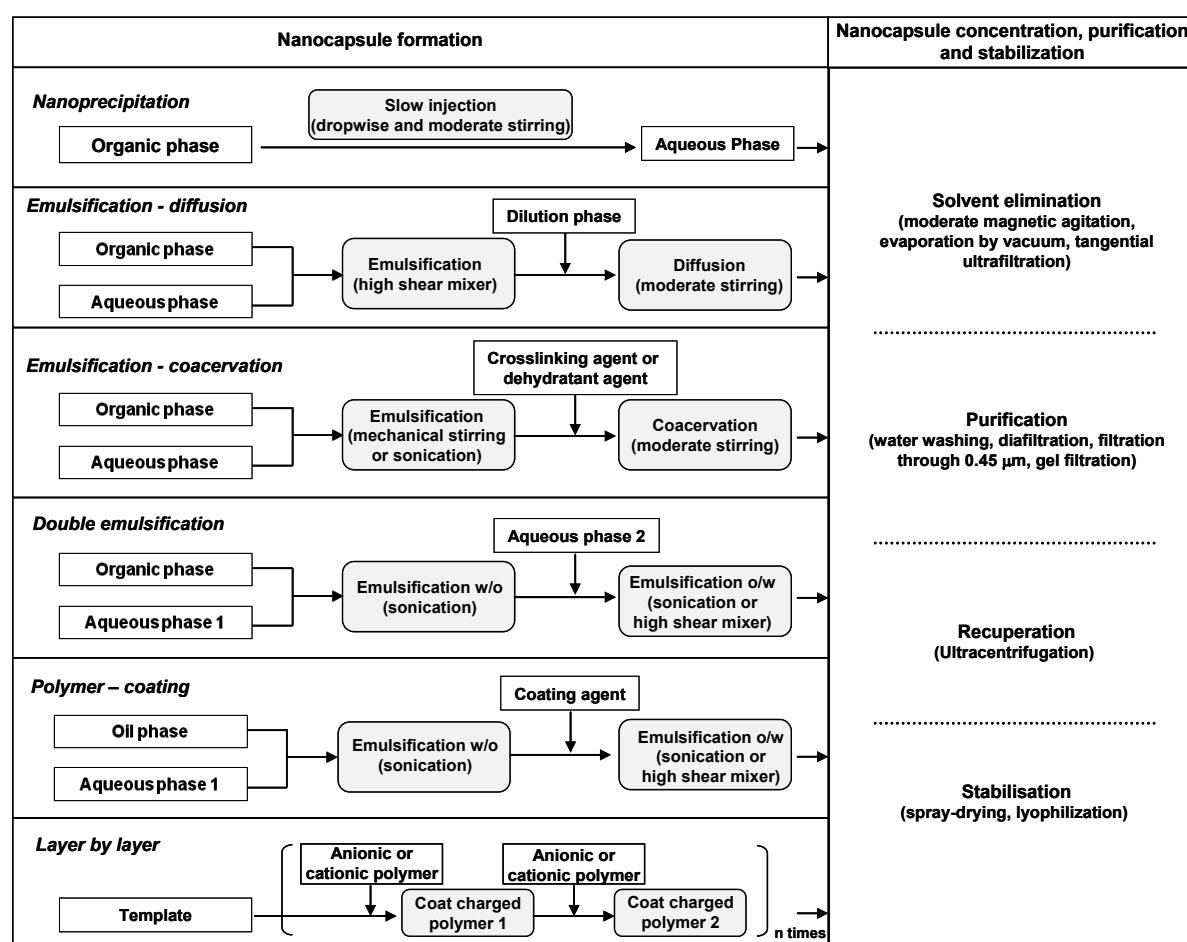 Nanocapsule formation
Nanocapsule concentration, purification
and stabilization
Nanoprecipitation
Slow injection
(dropwise and moderate stirring)
Organic phase
Aqueous Phase
Emulsification - diffusion
Dilution phase
Organic phase
Aqueous phase
Emulsification
(high shear mixer)
Diffusion
(moderate stirring)
Emulsification - coacervation
Crosslinking agent or
dehydratant agent
Organic phase
Aqueous phase
Emulsification
(mechanical stirring
or sonication)
Coacervation
(moderate stirring)
Double emulsification
Aqueous phase 2
Organic phase
Aqueous phase 1
Emulsification w/o
(sonication)
Emulsification o/w
(sonication or
high shear mixer)
Polymer – coating
Coating agent
Oil phase
Aqueous phase 1
Emulsification w/o
(sonication)
Emulsification o/w
(sonication or
high shear mixer)
Layer by layer
Anionic or
cationic polymer
Anionic or
cationic polymer
Template
Coat charged
polymer 1
Coat charged
polymer 2
n times
Solvent elimination
(moderate magnetic agitation,
evaporation by vacuum, tangential
ultrafiltration)
Purification
(water washing, diafiltration, filtration
through 0.45 μm, gel filtration)
Recuperation
(Ultracentrifugation)
Stabilisation
(spray-drying, lyophilization)